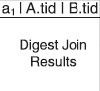 a₁ | A.tid | B.tid
Digest Join
Results